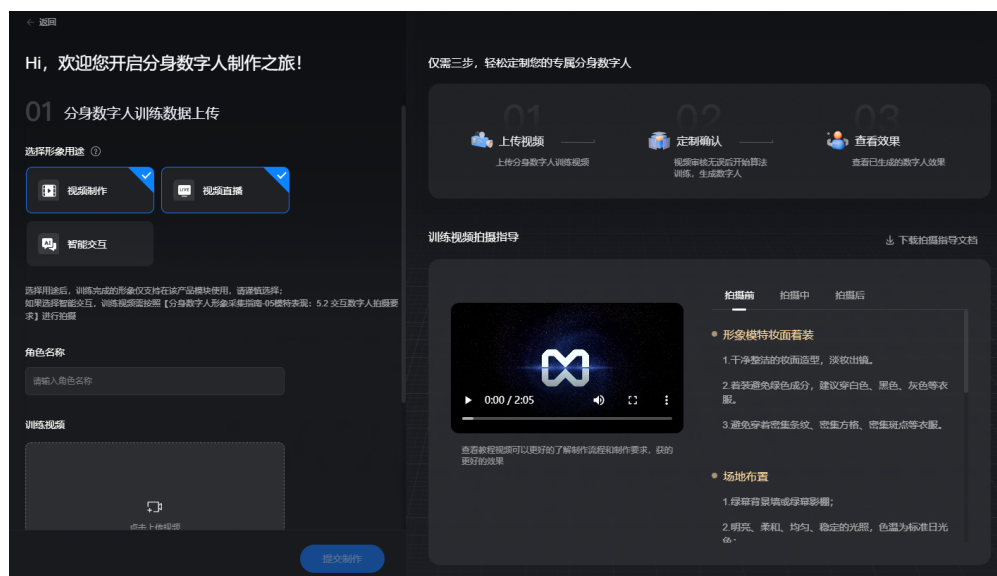 ← 返回
Hi，欢迎您开启分身数字人制作之旅！
01 分身数字人训练数据上传
选择形象用途 ?
视频制作
LIVE 视频直播
AI 智能交互
选择用途后，训练完成的形象仅支持在该产品模块使用，请谨慎选择；
如果选择智能交互，训练视频需按照【分身数字人形象采集指南-05模特表现：5.2 交互数字人拍摄要
求】进行拍摄
角色名称
请输入角色名称
训练视频
点击上传视频
提交制作
仅需三步，轻松定制您的专属分身数字人
01
上传视频
上传分身数字人训练视频
02
定制确认
视频审核无误后开始算法
训练，生成数字人
03
查看效果
查看已生成的数字人效果
训练视频拍摄指导
下载拍摄指导文档
0:00 / 2:05
查看教程视频可以更好的了解制作流程和制作要求，获的
更好的效果
拍摄前 拍摄中 拍摄后
形象模特妆面着装
1.干净整洁的妆面造型，淡妆出镜。
2.着装避免绿色成分，建议穿白色、黑色、灰色等衣
服。
3.避免穿着密集条纹、密集方格、密集斑点等衣服。
场地布置
1.绿幕背景墙或绿幕影棚；
2.明亮、柔和、均匀、稳定的光照，色温为标准日光
色；